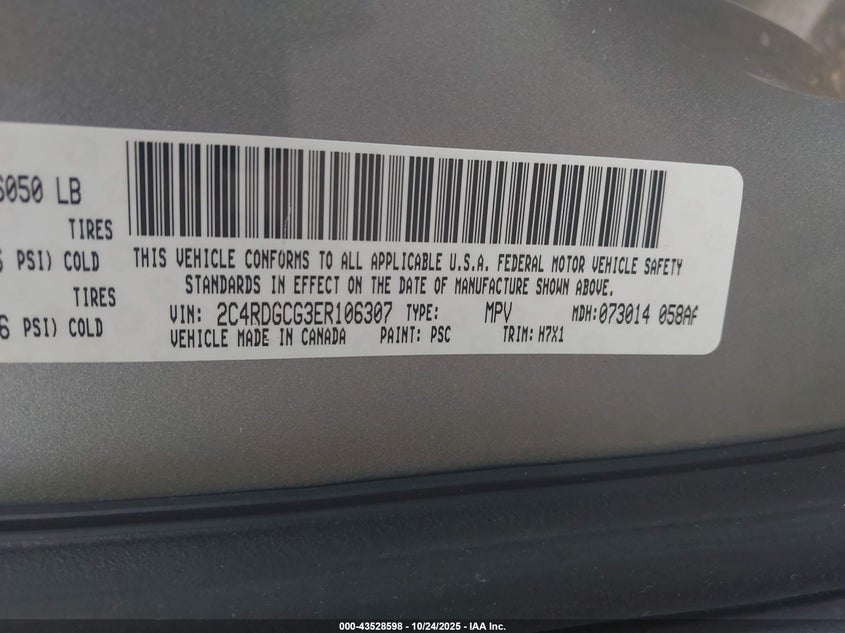 6050 LB
TIRES
PSI) COLD
TIRES
6 PSI) COLD
THIS VEHICLE CONFORMS TO ALL APPLICABLE U.S.A. FEDERAL MOTOR VEHICLE SAFETY
STANDARDS IN EFFECT ON THE DATE OF MANUFACTURE SHOWN ABOVE.
VIN: 2C4RDGCG3ER106307 TYPE: MPV MDH:073014 058AA
VEHICLE MADE IN CANADA PAINT: PSC TRIM: H7X1
000-43528598 - 10/24/2025 - IAA Inc.